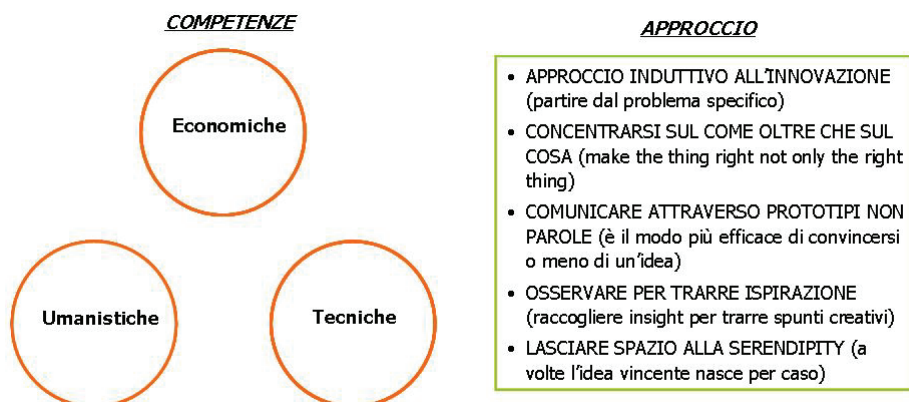 COMPETENZE
Economiche
Umanistiche
Tecniche
APPROCCIO
• APPROCCIO INDUTTIVO ALL'INNOVAZIONE
(partire dal problema specifico)
• CONCENTRARSI SUL COME OLTRE CHE SUL
COSA (make the thing right not only the right
thing)
• COMUNICARE ATTRAVERSO PROTOTIPI NON
PAROLE (è il modo più efficace di convincersi
o meno di un'idea)
• OSSERVARE PER TRARRE ISPIRAZIONE
(raccogliere insight per trarre spunti creativi)
• LASCIARE SPAZIO ALLA SERENDIPITY (a
volte l'idea vincente nasce per caso)